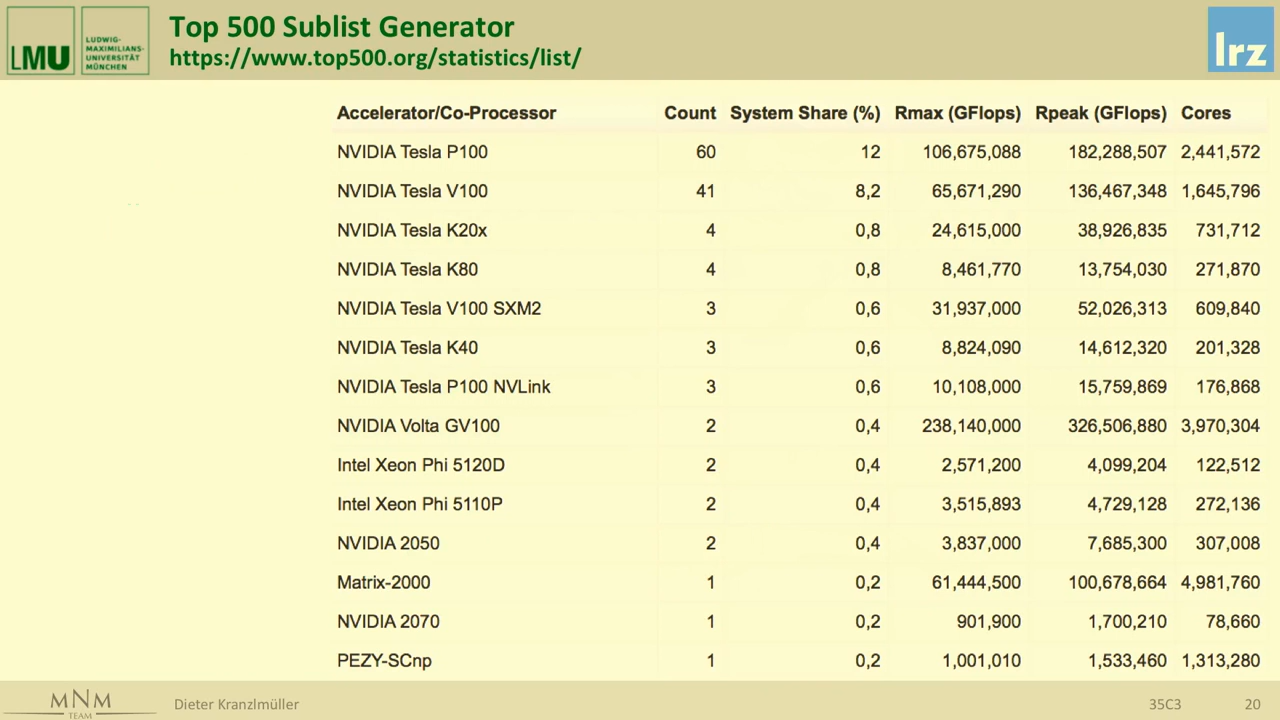 LMU
LUDWIG-
MAXIMILIANS-
UNIVERSITÄT
MÜNCHEN
Top 500 Sublist Generator
https://www.top500.org/statistics/list/
lrz
Accelerator/Co-Processor Count System Share (%) Rmax (GFlops) Rpeak (GFlops) Cores
NVIDIA Tesla P100 60 12 106,675,088 182,288,507 2,441,572
NVIDIA Tesla V100 41 8,2 65,671,290 136,467,348 1,645,796
NVIDIA Tesla K20x 4 0,8 24,615,000 38,926,835 731,712
NVIDIA Tesla K80 4 0,8 8,461,770 13,754,030 271,870
NVIDIA Tesla V100 SXM2 3 0,6 31,937,000 52,026,313 609,840
NVIDIA Tesla K40 3 0,6 8,824,090 14,612,320 201,328
NVIDIA Tesla P100 NVLink 3 0,6 10,108,000 15,759,869 176,868
NVIDIA Volta GV100 2 0,4 238,140,000 326,506,880 3,970,304
Intel Xeon Phi 5120D 2 0,4 2,571,200 4,099,204 122,512
Intel Xeon Phi 5110P 2 0,4 3,515,893 4,729,128 272,136
NVIDIA 2050 2 0,4 3,837,000 7,685,300 307,008
Matrix-2000 1 0,2 61,444,500 100,678,664 4,981,760
NVIDIA 2070 1 0,2 901,900 1,700,210 78,660
PEZY-SCnp 1 0,2 1,001,010 1,533,460 1,313,280
MNM
TEAM
Dieter Kranzlmüller 35C3 20